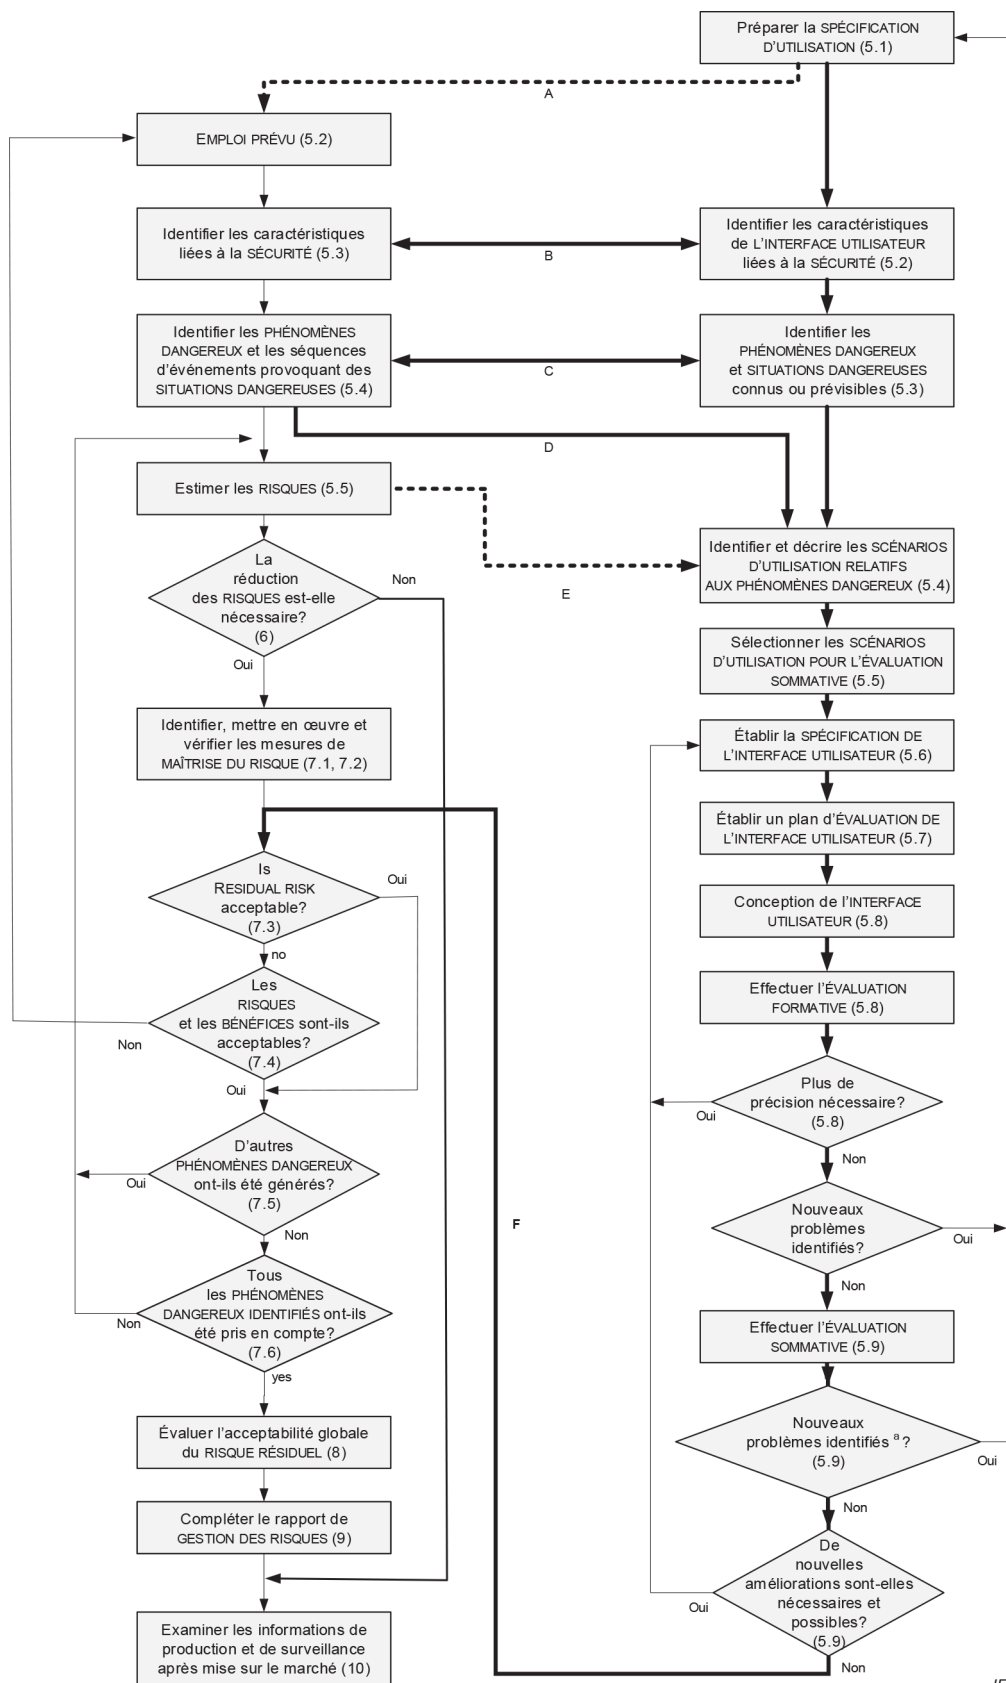 Préparer la SPÉCIFICATION
D'UTILISATION (5.1)
A
EMPLOI PRÉVU (5.2)
Identifier les caractéristiques
liées à la SÉCURITÉ (5.3)
B
Identifier les caractéristiques
de L'INTERFACE UTILISATEUR
liées à la SÉCURITÉ (5.2)
Identifier les PHÉNOMÈNES
DANGEREUX et les séquences
d'événements provoquant des
SITUATIONS DANGEREUSES (5.4)
C
Identifier les
PHÉNOMÈNES DANGEREUX
et SITUATIONS DANGEREUSES
connus ou prévisibles (5.3)
D
Estimer les RISQUES (5.5)
E
Identifier et décrire les SCÉNARIOS
D'UTILISATION RELATIFS
AUX PHÉNOMÈNES DANGEREUX (5.4)
La
réduction
des RISQUES est-elle
nécessaire?
(6)
Non
Oui
Sélectionner les SCÉNARIOS
D'UTILISATION POUR L'ÉVALUATION
SOMMATIVE (5.5)
Identifier, mettre en œuvre et
vérifier les mesures de
MAÎTRISE DU RISQUE (7.1, 7.2)
Établir la SPÉCIFICATION DE
L'INTERFACE UTILISATEUR (5.6)
Établir un plan d'ÉVALUATION DE
L'INTERFACE UTILISATEUR (5.7)
Is
RESIDUAL RISK
acceptable?
(7.3)
Oui
no
Conception de l'INTERFACE
UTILISATEUR (5.8)
Les
RISQUES
et les BÉNÉFICES sont-ils
acceptables?
(7.4)
Non
Oui
Effectuer l'ÉVALUATION
FORMATIVE (5.8)
Plus de
précision nécessaire?
(5.8)
Oui
Non
D'autres
PHÉNOMÈNES DANGEREUX
ont-ils été générés?
(7.5)
Oui
Non
F
Nouveaux
problèmes
identifiés?
Oui
Non
Tous
les PHÉNOMÈNES
DANGEREUX IDENTIFIÉS ont-ils
été pris en compte?
(7.6)
Non
yes
Effectuer l'ÉVALUATION
SOMMATIVE (5.9)
Évaluer l'acceptabilité globale
du RISQUE RÉSIDUEL (8)
Nouveaux
problèmes identifiés a ?
(5.9)
Oui
Non
Compléter le rapport de
GESTION DES RISQUES (9)
De
nouvelles
améliorations sont-elles
nécessaires et
possibles?
(5.9)
Oui
Non
Examiner les informations de
production et de surveillance
après mise sur le marché (10)